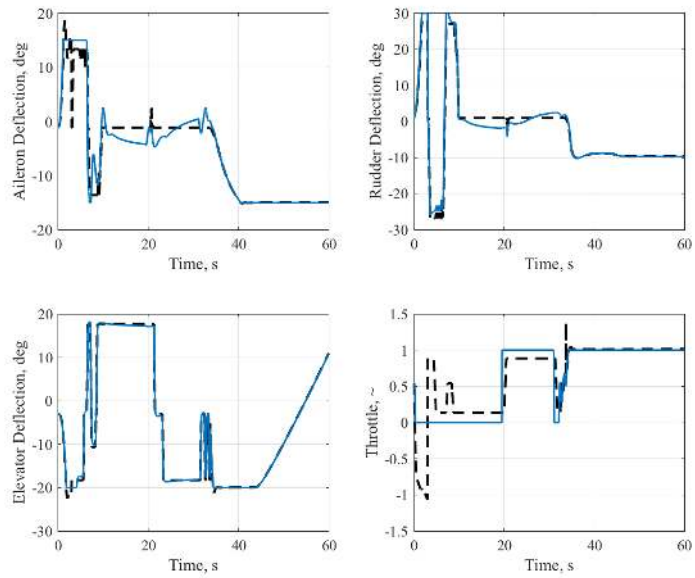 20
10
0
-10
-20
Aileron Deflection, deg
0 20 40 60
Time, s
30
20
10
0
-10
-20
-30
Rudder Deflection, deg
0 20 40 60
Time, s
20
10
0
-10
-20
-30
Elevator Deflection, deg
0 20 40 60
Time, s
1.5
1
0.5
0
-0.5
-1
-1.5
Throttle, ~
0 20 40 60
Time, s